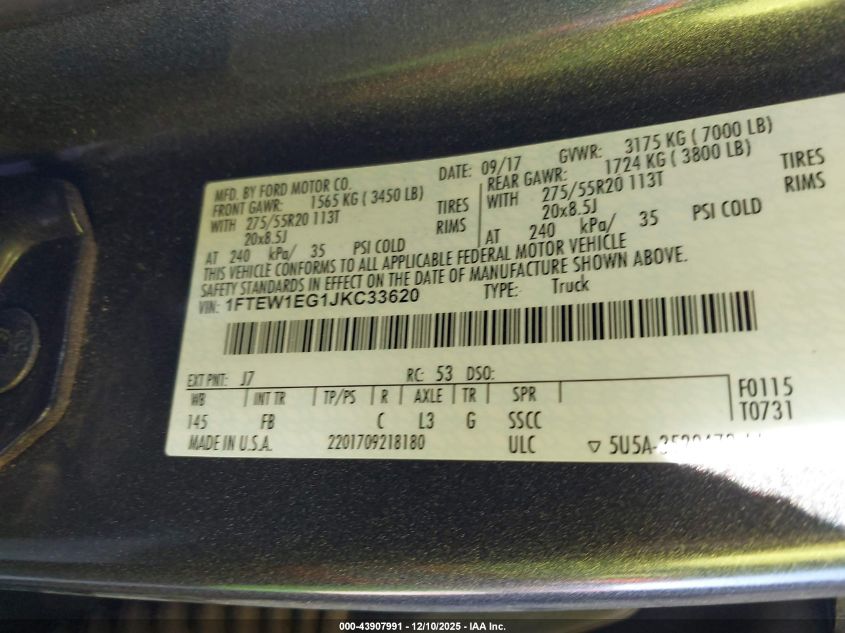 MFD. BY FORD MOTOR CO.
DATE: 09/17 GVWR: 3175 KG ( 7000 LB)
FRONT GAWR: 1565 KG ( 3450 LB) REAR GAWR: 1724 KG ( 3800 LB)
WITH 275/55R20 113T TIRES WITH 275/55R20 113T TIRES
20x8.5J RIMS 20x8.5J RIMS
AT 240 kPa/ 35 PSI COLD AT 240 kPa/ 35 PSI COLD
THIS VEHICLE CONFORMS TO ALL APPLICABLE FEDERAL MOTOR VEHICLE
SAFETY STANDARDS IN EFFECT ON THE DATE OF MANUFACTURE SHOWN ABOVE.
VIN: 1FTEW1EG1JKC33620 TYPE: Truck
EXT PNT: J7 RC: 53 DSO:
WB INT TR TP/PS R AXLE TR SPR F0115
145 FB C L3 G SSCC T0731
MADE IN U.S.A. 2201709218180 ULC
000-43907991 - 12/10/2025 - IAA Inc.